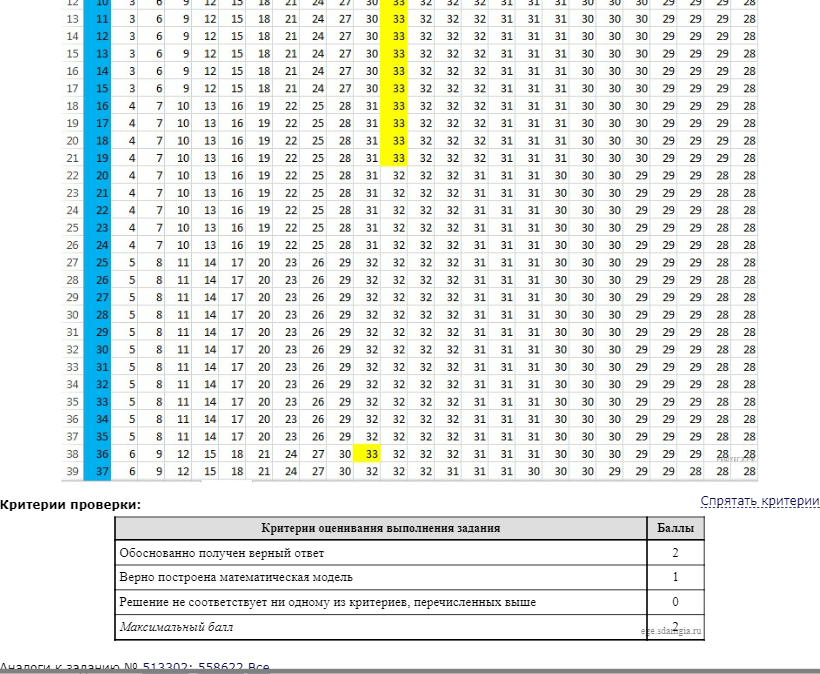 12 10 3 6 9 12 15 18 21 24 27 30 33 32 32 32 31 31 31 30 30 30 29 29 29 28
13 11 3 6 9 12 15 18 21 24 27 30 33 32 32 32 31 31 31 30 30 30 29 29 29 28
14 12 3 6 9 12 15 18 21 24 27 30 33 32 32 32 31 31 31 30 30 30 29 29 29 28
15 13 3 6 9 12 15 18 21 24 27 30 33 32 32 32 31 31 31 30 30 30 29 29 29 28
16 14 3 6 9 12 15 18 21 24 27 30 33 32 32 32 31 31 31 30 30 30 29 29 29 28
17 15 3 6 9 12 15 18 21 24 27 30 33 32 32 32 31 31 31 30 30 30 29 29 29 28
18 16 4 7 10 13 16 19 22 25 28 31 33 32 32 32 31 31 31 30 30 30 29 29 29 28
19 17 4 7 10 13 16 19 22 25 28 31 33 32 32 32 31 31 31 30 30 30 29 29 29 28
20 18 4 7 10 13 16 19 22 25 28 31 33 32 32 32 31 31 31 30 30 30 29 29 29 28
21 19 4 7 10 13 16 19 22 25 28 31 33 32 32 32 31 31 31 30 30 30 29 29 29 28
22 20 4 7 10 13 16 19 22 25 28 31 32 32 32 31 31 31 30 30 30 29 29 29 28 28
23 21 4 7 10 13 16 19 22 25 28 31 32 32 32 31 31 31 30 30 30 29 29 29 28 28
24 22 4 7 10 13 16 19 22 25 28 31 32 32 32 31 31 31 30 30 30 29 29 29 28 28
25 23 4 7 10 13 16 19 22 25 28 31 32 32 32 31 31 31 30 30 30 29 29 29 28 28
26 24 4 7 10 13 16 19 22 25 28 31 32 32 32 31 31 31 30 30 30 29 29 29 28 28
27 25 5 8 11 14 17 20 23 26 29 32 32 32 32 31 31 31 30 30 30 29 29 29 28 28
28 26 5 8 11 14 17 20 23 26 29 32 32 32 32 31 31 31 30 30 30 29 29 29 28 28
29 27 5 8 11 14 17 20 23 26 29 32 32 32 32 31 31 31 30 30 30 29 29 29 28 28
30 28 5 8 11 14 17 20 23 26 29 32 32 32 32 31 31 31 30 30 30 29 29 29 28 28
31 29 5 8 11 14 17 20 23 26 29 32 32 32 32 31 31 31 30 30 30 29 29 29 28 28
32 30 5 8 11 14 17 20 23 26 29 32 32 32 32 31 31 31 30 30 30 29 29 29 28 28
33 31 5 8 11 14 17 20 23 26 29 32 32 32 32 31 31 31 30 30 30 29 29 29 28 28
34 32 5 8 11 14 17 20 23 26 29 32 32 32 32 31 31 31 30 30 30 29 29 29 28 28
35 33 5 8 11 14 17 20 23 26 29 32 32 32 32 31 31 31 30 30 30 29 29 29 28 28
36 34 5 8 11 14 17 20 23 26 29 32 32 32 32 31 31 31 30 30 30 29 29 29 28 28
37 35 5 8 11 14 17 20 23 26 29 32 32 32 32 31 31 31 30 30 30 29 29 29 28 28
38 36 6 9 12 15 18 21 24 27 30 33 32 32 32 31 31 31 30 30 30 29 29 29 28 28
39 37 6 9 12 15 18 21 24 27 30 32 32 32 31 31 31 30 30 30 29 29 29 28 28 28
Критерии проверки:
Спрятать критерии
Критерии оценивания выполнения задания Баллы
Обоснованно получен верный ответ 2
Верно построена математическая модель 1
Решение не соответствует ни одному из критериев, перечисленных выше 0
Максимальный балл 2
ege.sdamgia.ru
Аналоги к заданию № 513302: 558622 Все